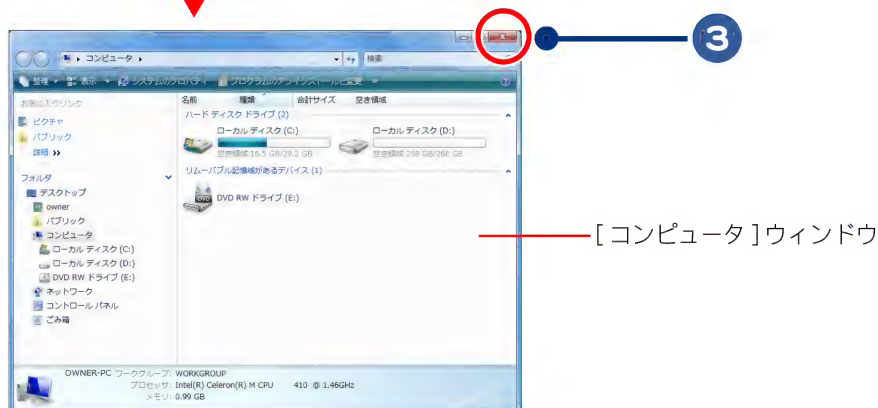 3
コンピュータ
検索
整理 表示 システムのプロパティ プログラムのアンインストールと変更 »
お気に入りリンク
ピクチャ
パブリック
詳細 »
フォルダ
デスクトップ
owner
パブリック
コンピュータ
ローカル ディスク (C:)
ローカル ディスク (D:)
DVD RW ドライブ (E:)
ネットワーク
コントロール パネル
ごみ箱
名前 種類 合計サイズ 空き領域
ハード ディスク ドライブ (2)
ローカル ディスク (C:)
空き領域 16.5 GB/29.2 GB
ローカル ディスク (D:)
空き領域 268 GB/268 GB
リムーバブル記憶域があるデバイス (1)
DVD RW ドライブ (E:)
[コンピュータ]ウィンドウ
OWNER-PC ワークグループ: WORKGROUP
プロセッサ: Intel(R) Celeron(R) M CPU 410 @ 1.46GHz
メモリ: 0.99 GB